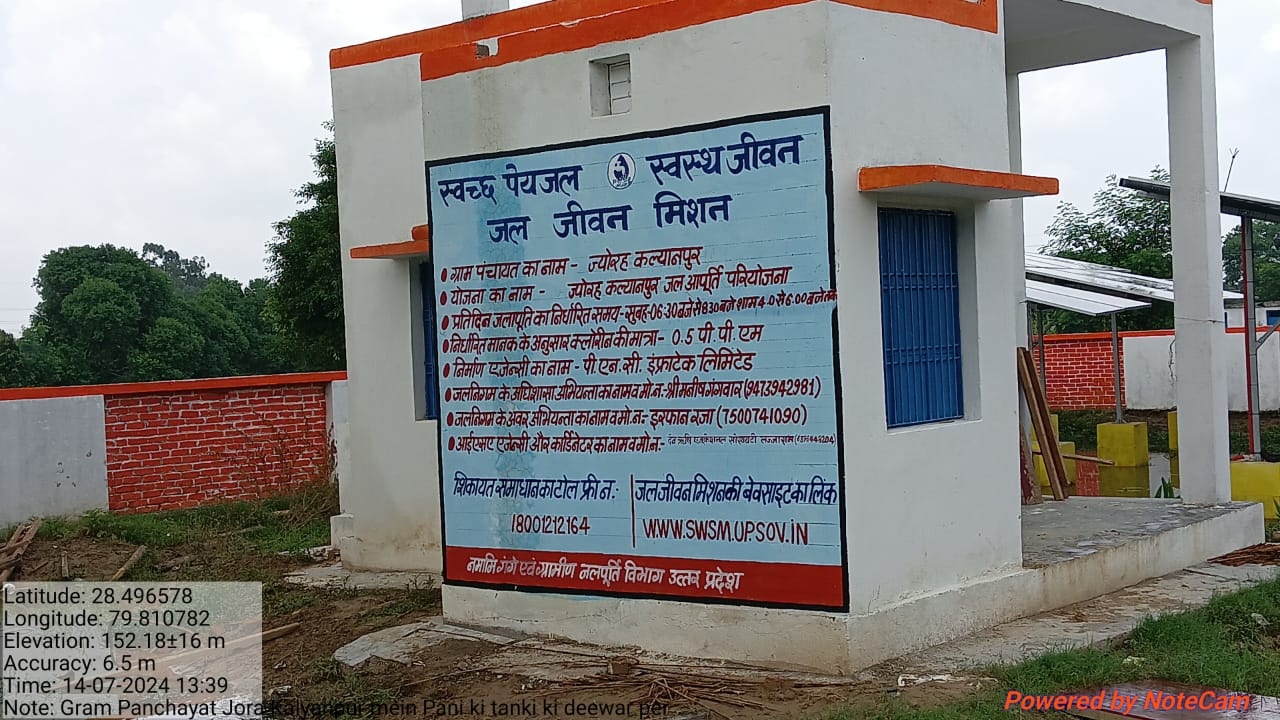 स्वच्छ पेयजल स्वस्थ जीवन
जल जीवन मिशन
• ग्राम पंचायत का नाम - ज्योरह कल्यानपुर
• योजना का नाम - ज्योरह कल्यानपुर जल आपूर्ति परियोजना
• प्रतिदिन जलापूर्ति का निर्धारित समय - सुबह-06:30 बजे से 8:30 बजे शाम 4.0 से 6.00 बजे
• निर्धारित मानक के अनुसार क्लोरीन की मात्रा - 0.5 पी पी एम
• निर्माण एजेन्सी का नाम - पी.एन.सी. इंफ्राटेक लिमिटेड
• जलनिगम के अधिशासी अभियन्ता का नाम व मो.न.- श्री मनीष गंगवार (9473942981)
• जलनिगम के अवर अभियन्ता का नाम व मो.न.- इरफान रजा (7500741090)
• आईएसए एजेन्सी और कार्डिनेटर का नाम व मो.न.-
शिकायत समाधान का टोल फ्री न.:
18001212164
जल जीवन मिशन की बेवसाइट का लिंक
WWW.SWSM.UPSOV.IN
नमामि गंगे एवं ग्रामीण जलपूर्ति विभाग उत्तर प्रदेश
Latitude: 28.496578
Longitude: 79.810782
Elevation: 152.18±16 m
Accuracy: 6.5 m
Time: 14-07-2024 13:39
Note: Gram Panchayat Jora Kalyanpur mein Pani ki tanki ki deewar per
Powered by NoteCam